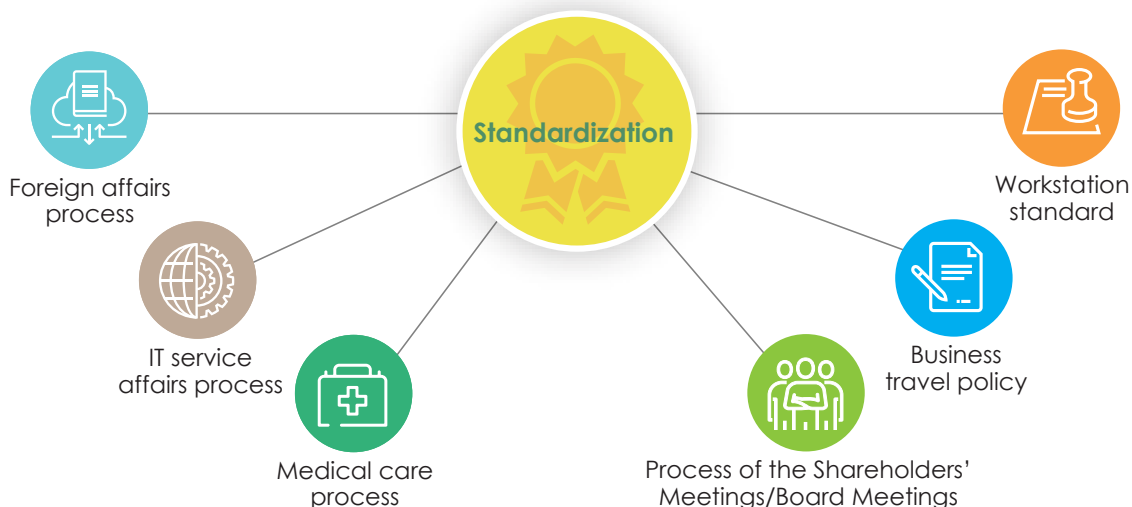 Standardization
Foreign affairs
process
IT service
affairs process
Medical care
process
Process of the Shareholders’
Meetings/Board Meetings
Business
travel policy
Workstation
standard